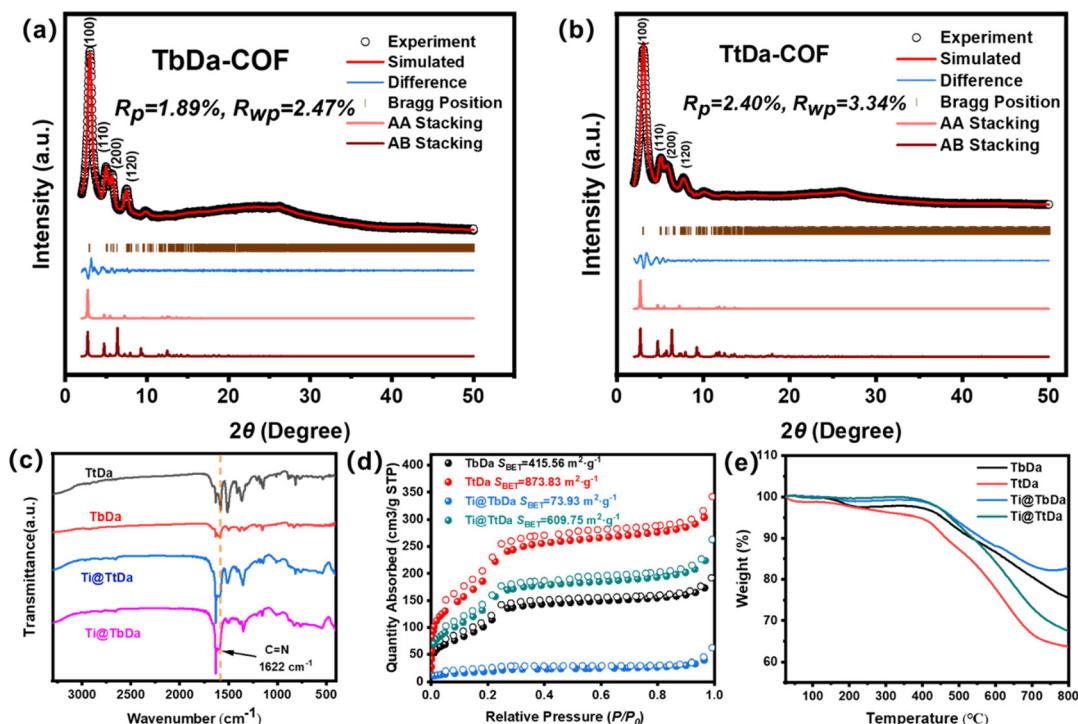 (a)
TbDa-COF
Rp=1.89%, Rwp=2.47%
(100)
(110)
(200)
(120)
Experiment
Simulated
Difference
Bragg Position
AA Stacking
AB Stacking
Intensity (a.u.)
0 10 20 30 40 50
2θ (Degree)
(b)
TtDa-COF
Rp=2.40%, Rwp=3.34%
(100)
(110)
(200)
(120)
Experiment
Simulated
Difference
Bragg Position
AA Stacking
AB Stacking
Intensity (a.u.)
0 10 20 30 40 50
2θ (Degree)
(c)
TtDa
TbDa
Ti@TtDa
Ti@TbDa
C=N
1622 cm⁻¹
Transmittance(a.u.)
3000 2500 2000 1500 1000 500
Wavenumber (cm⁻¹)
(d)
TbDa SBET=415.56 m²·g⁻¹
TtDa SBET=873.83 m²·g⁻¹
Ti@TbDa SBET=73.93 m²·g⁻¹
Ti@TtDa SBET=609.75 m²·g⁻¹
Quantity Absorbed (cm3/g STP)
400
350
300
250
200
150
100
50
0
0.0 0.2 0.4 0.6 0.8 1.0
Relative Pressure (P/P0)
(e)
TbDa
TtDa
Ti@TbDa
Ti@TtDa
Weight (%)
110
100
90
80
70
60
100 200 300 400 500 600 700 800
Temperature (°C)